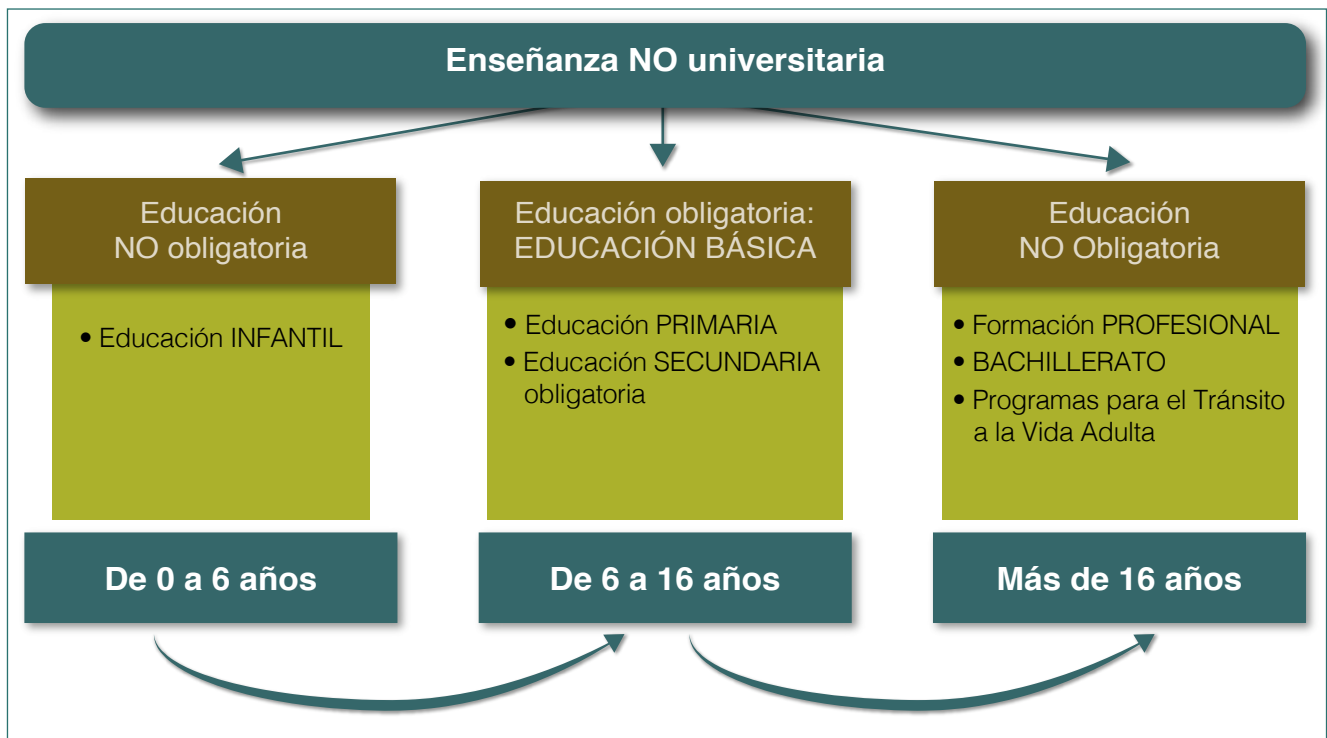 Enseñanza NO universitaria
Educación
NO obligatoria
• Educación INFANTIL
De 0 a 6 años
Educación obligatoria:
EDUCACIÓN BÁSICA
• Educación PRIMARIA
• Educación SECUNDARIA
obligatoria
De 6 a 16 años
Educación
NO Obligatoria
• Formación PROFESIONAL
• BACHILLERATO
• Programas para el Tránsito
a la Vida Adulta
Más de 16 años